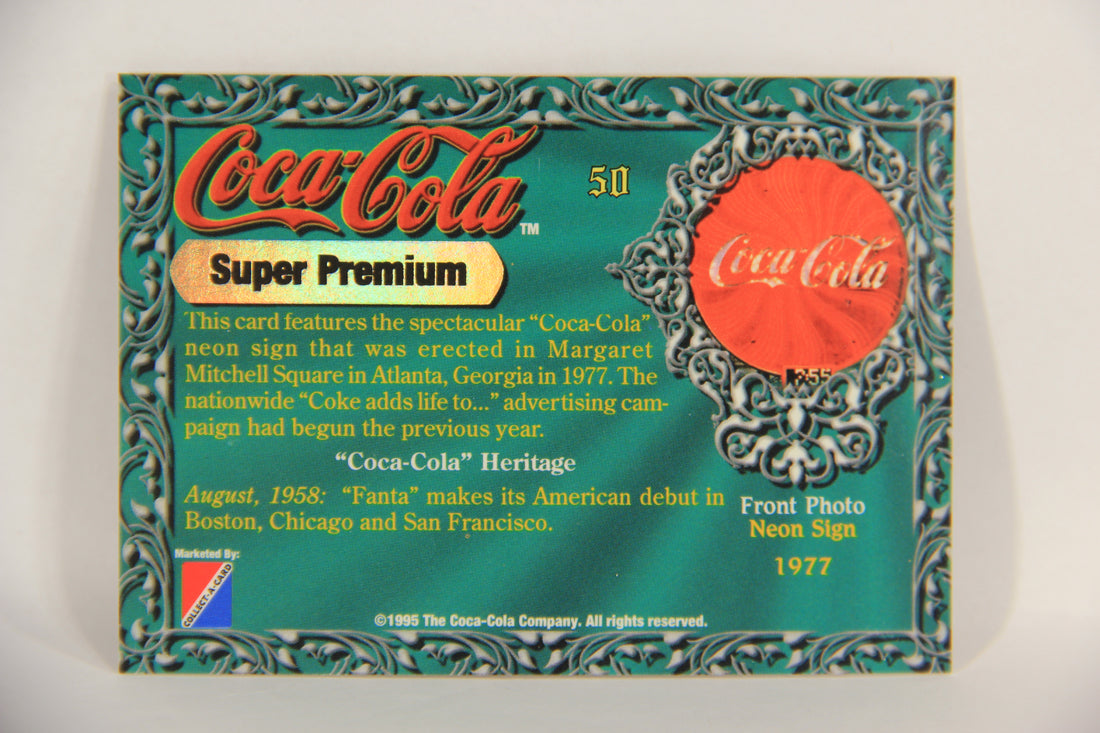 Coca-Cola
TM
50
Super Premium
Coca-Cola
355
This card features the spectacular “Coca-Cola”
neon sign that was erected in Margaret
Mitchell Square in Atlanta, Georgia in 1977. The
nationwide “Coke adds life to...” advertising cam-
paign had begun the previous year.
“Coca-Cola” Heritage
August, 1958: “Fanta” makes its American debut in
Boston, Chicago and San Francisco.
Front Photo
Neon Sign
1977
Marketed By:
COLLECT-A-CARD
©1995 The Coca-Cola Company. All rights reserved.